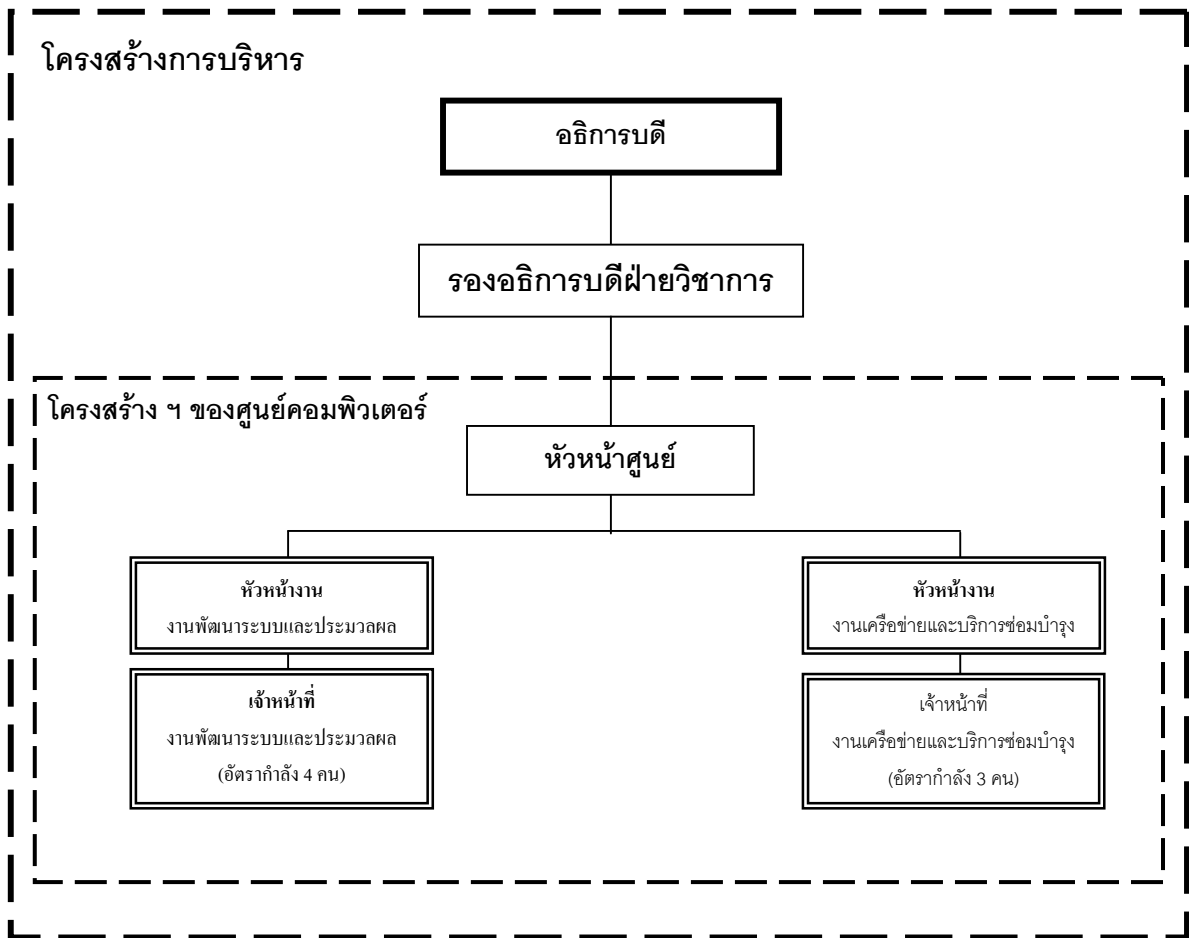 โครงสร้างการบริหาร
อธิการบดี
รองอธิการบดีฝ่ายวิชาการ
โครงสร้าง ฯ ของศูนย์คอมพิวเตอร์
หัวหน้าศูนย์
หัวหน้างาน
งานพัฒนาระบบและประมวลผล
เจ้าหน้าที่
งานพัฒนาระบบและประมวลผล
(อัตรากำลัง 4 คน)
หัวหน้างาน
งานเครือข่ายและบริการซ่อมบำรุง
เจ้าหน้าที่
งานเครือข่ายและบริการซ่อมบำรุง
(อัตรากำลัง 3 คน)